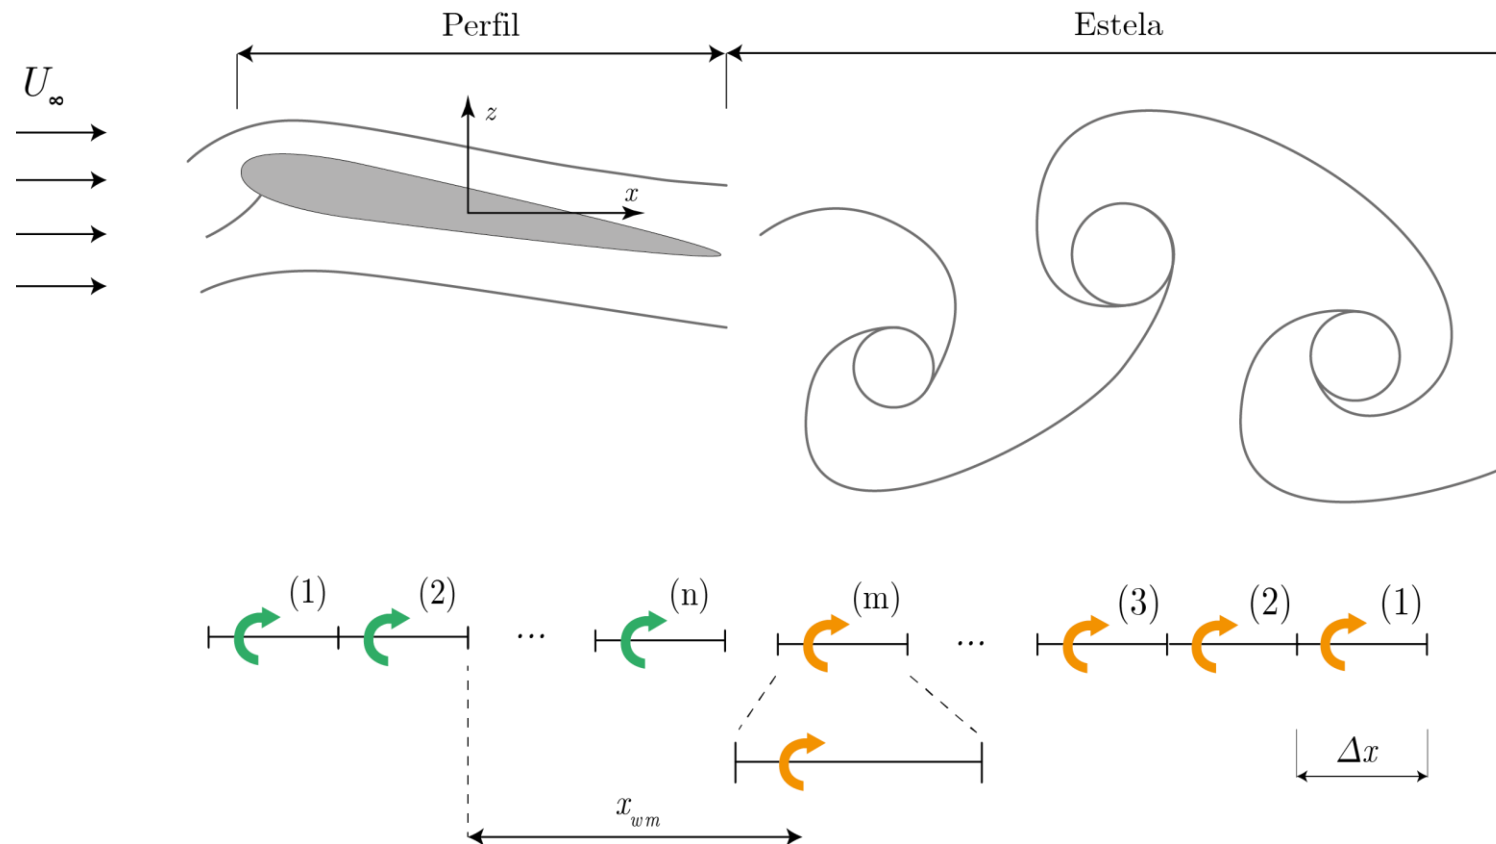 Perfil
Estela
U∞
z
x
(1)
(2)
...
(n)
(m)
...
(3)
(2)
(1)
Δx
x_wm